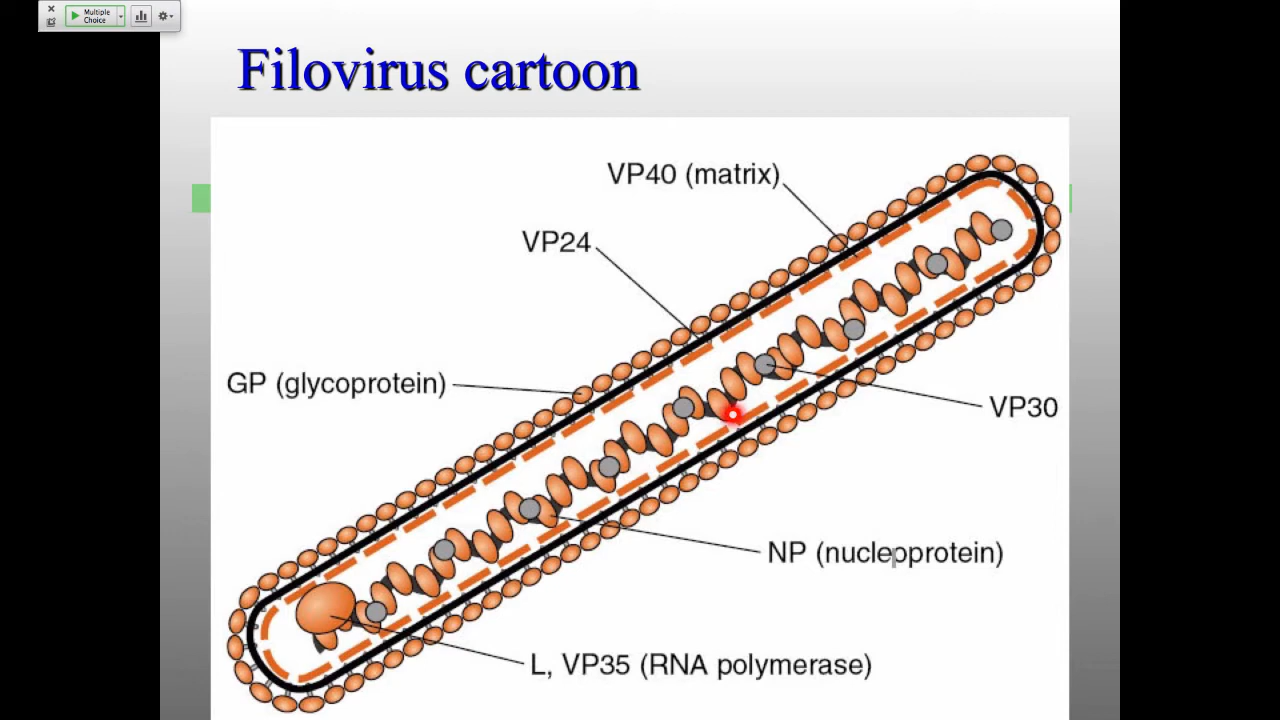 Multiple
Choice
Filovirus cartoon
VP40 (matrix)
VP24
GP (glycoprotein)
VP30
NP (nucleoprotein)
L, VP35 (RNA polymerase)